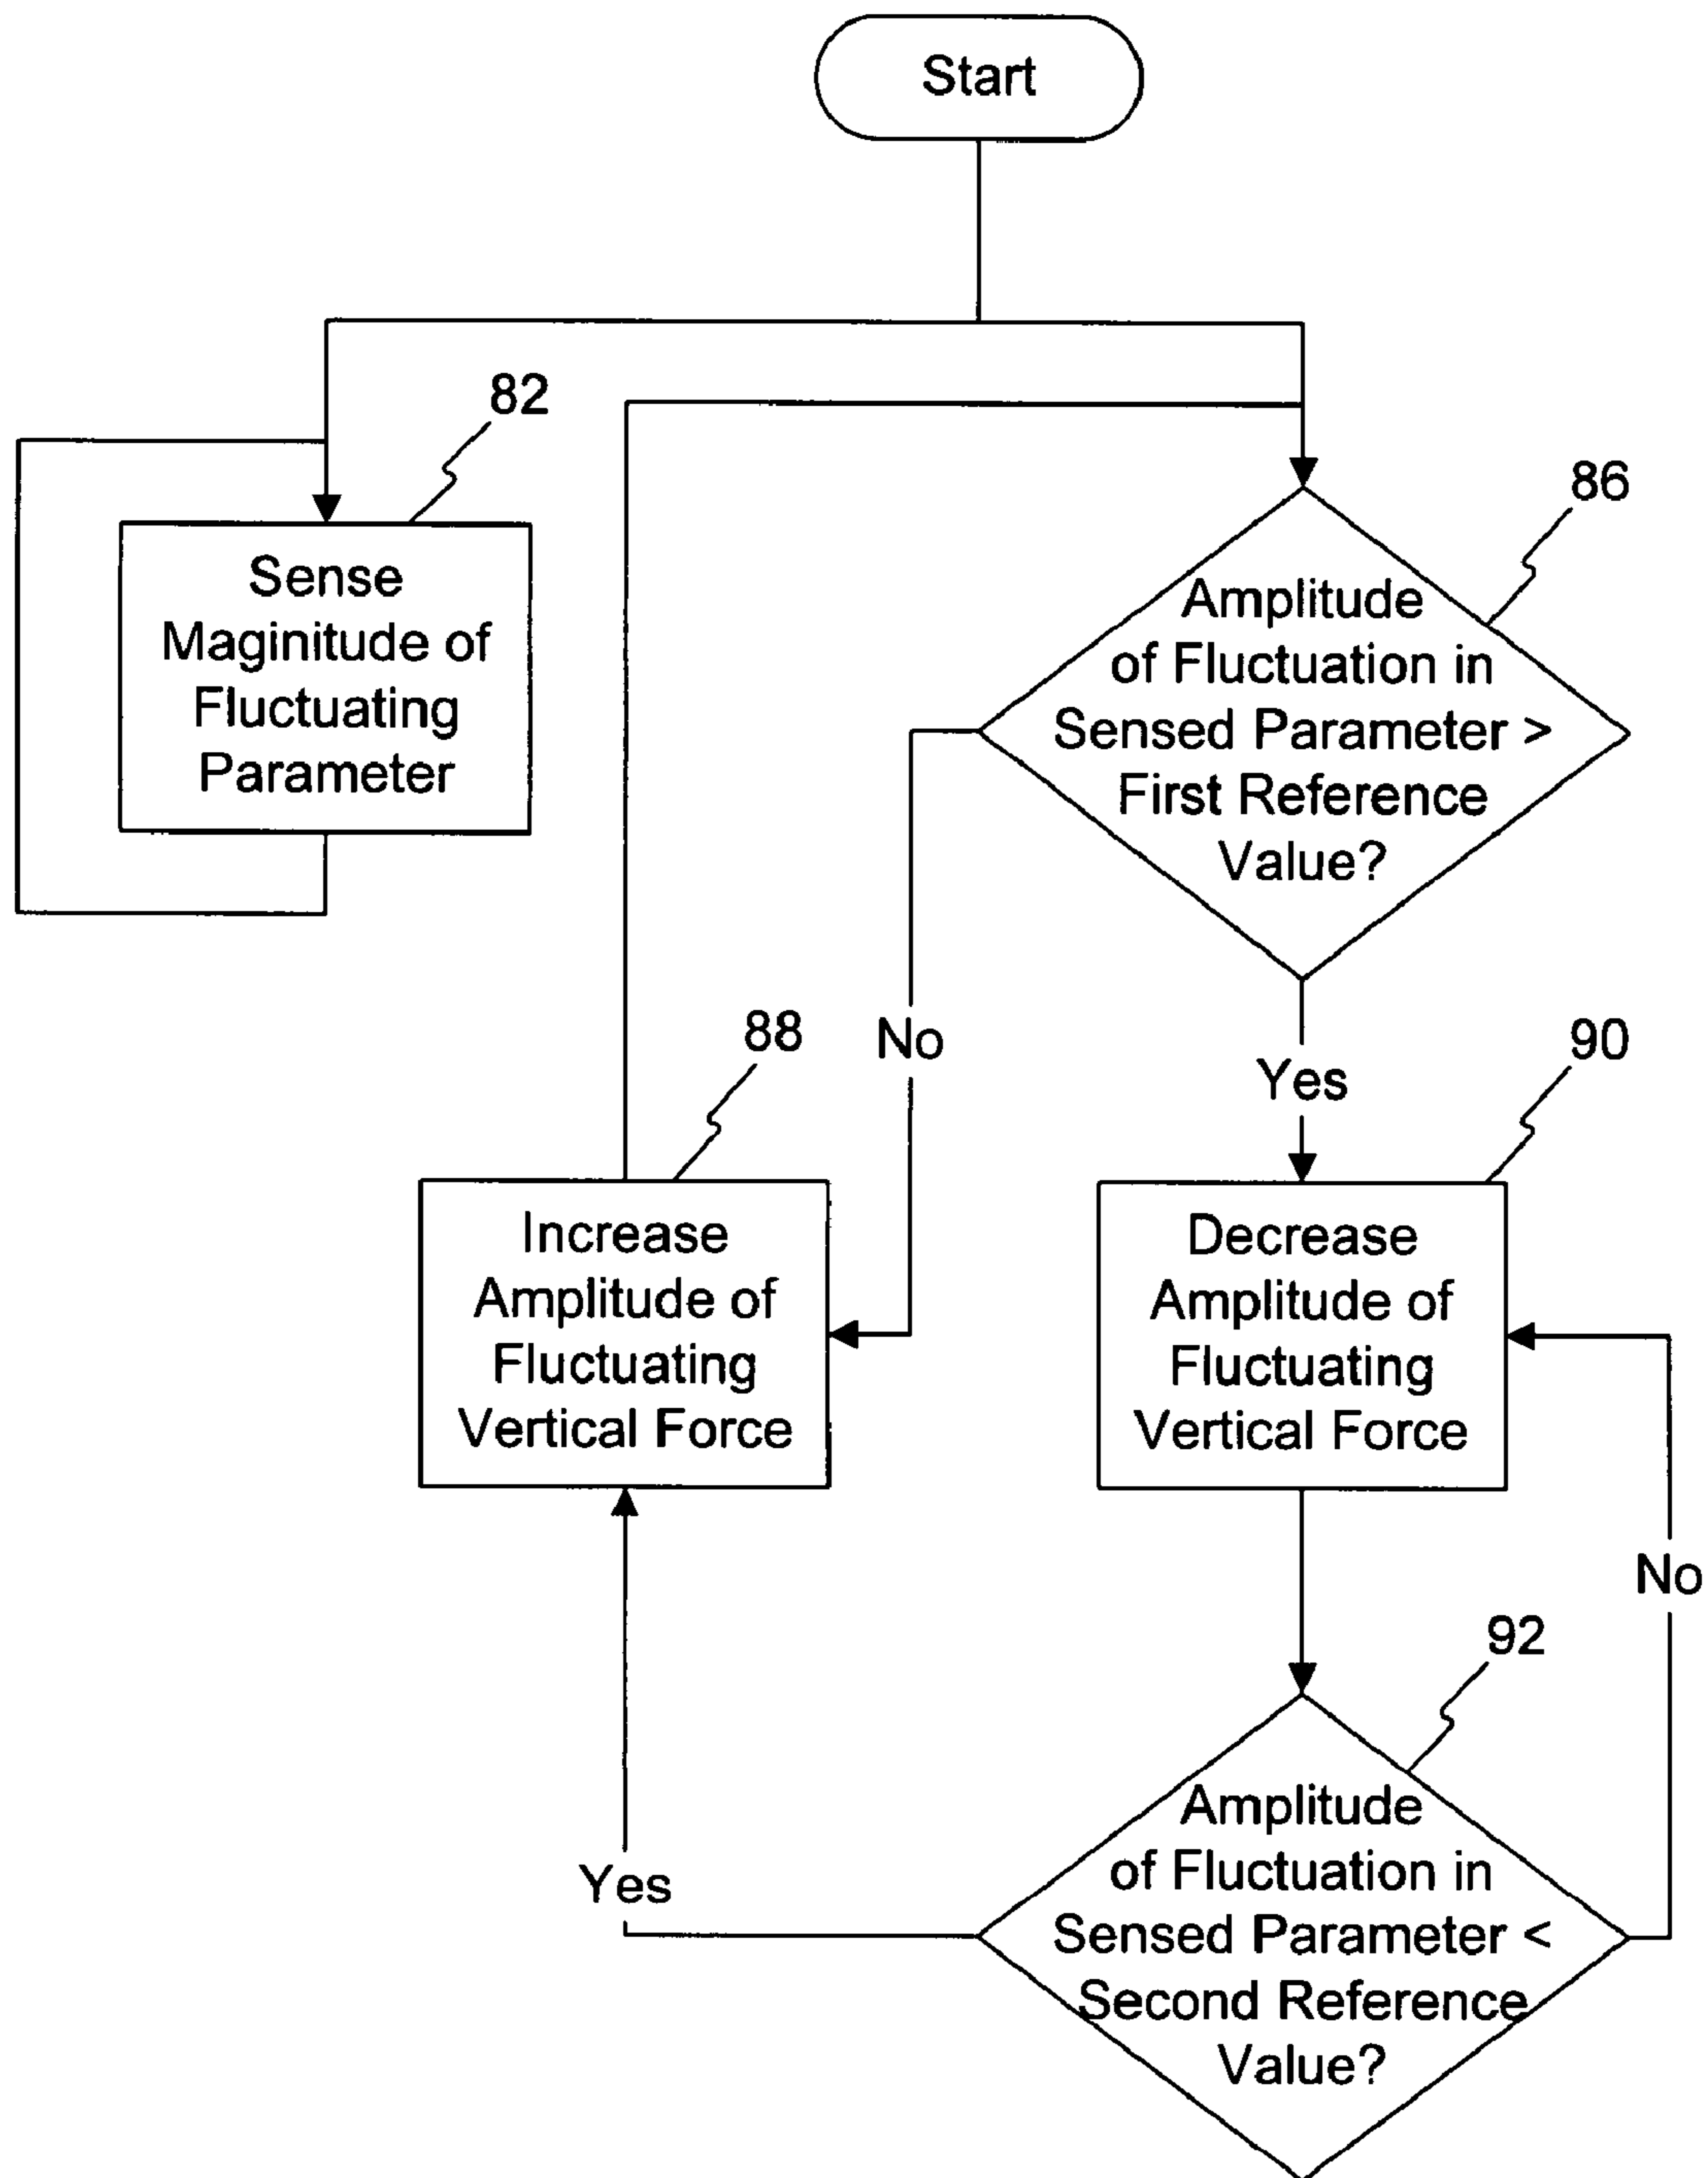 Start
82
Sense
Maginitude of
Fluctuating
Parameter
86
Amplitude
of Fluctuation in
Sensed Parameter >
First Reference
Value?
No
Yes
88
Increase
Amplitude of
Fluctuating
Vertical Force
90
Decrease
Amplitude of
Fluctuating
Vertical Force
No
92
Amplitude
of Fluctuation in
Sensed Parameter <
Second Reference
Value?
Yes